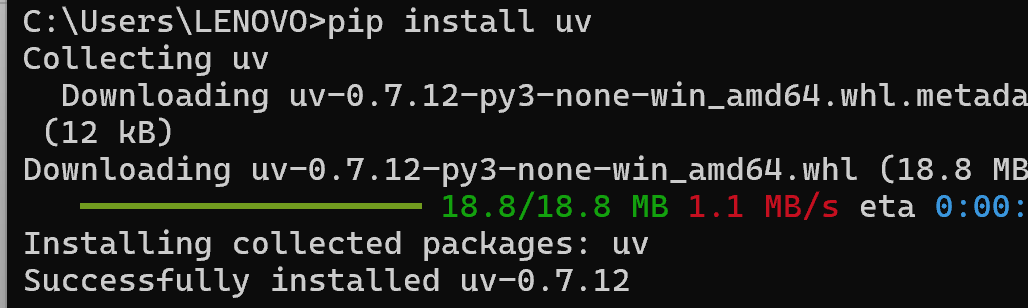 C:\Users\LENOVO>pip install uv
Collecting uv
  Downloading uv-0.7.12-py3-none-win_amd64.whl.metada
 (12 kB)
Downloading uv-0.7.12-py3-none-win_amd64.whl (18.8 MB
18.8/18.8 MB 1.1 MB/s eta 0:00:
Installing collected packages: uv
Successfully installed uv-0.7.12